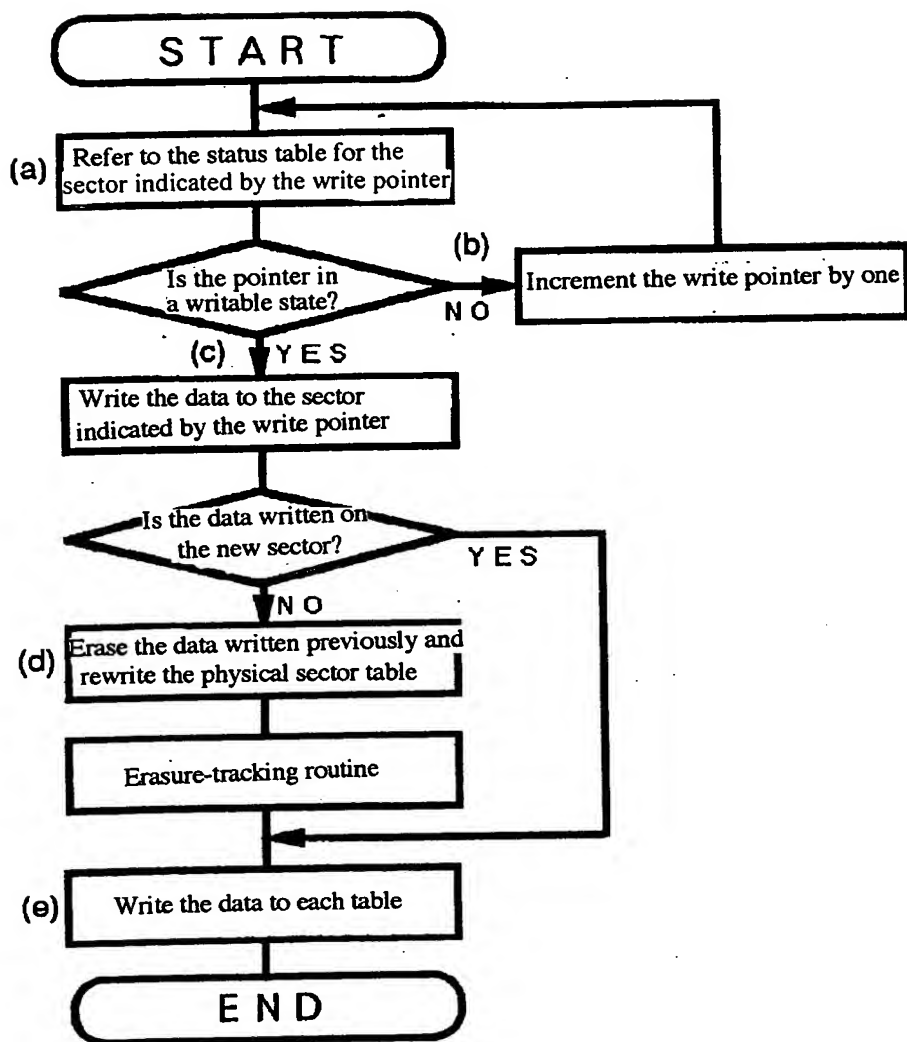 START
(a)
Refer to the status table for the
sector indicated by the write pointer
Is the pointer in
a writable state?
(b)
NO
Increment the write pointer by one
(c)
YES
Write the data to the sector
indicated by the write pointer
Is the data written on
the new sector?
YES
NO
(d)
Erase the data written previously and
rewrite the physical sector table
Erasure-tracking routine
(e)
Write the data to each table
END